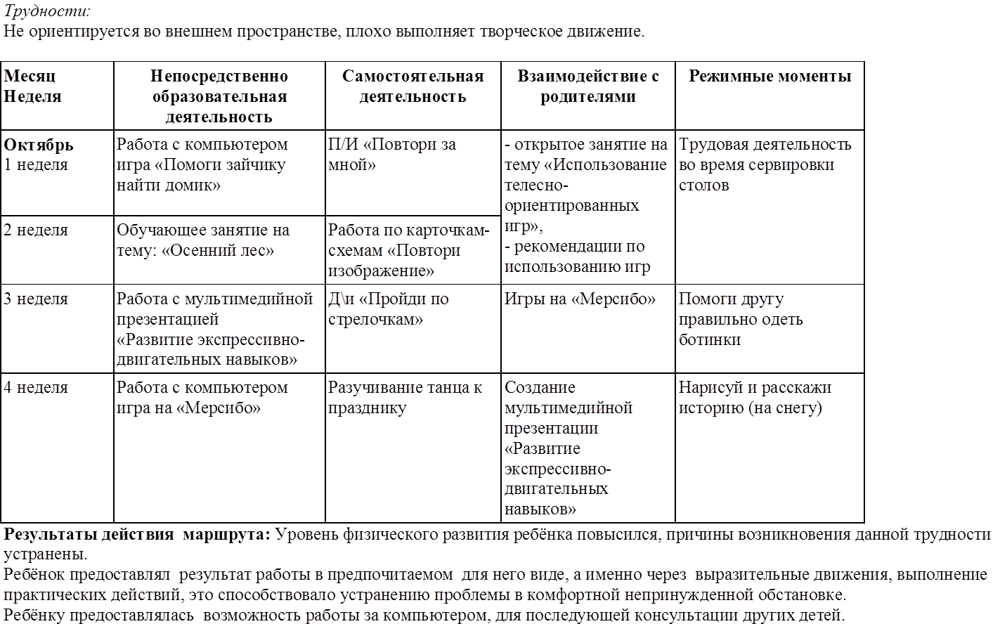 Трудности:
Не ориентируется во внешнем пространстве, плохо выполняет творческое движение.
Месяц
Неделя
Непосредственно
образовательная
деятельность
Самостоятельная
деятельность
Взаимодействие с
родителями
Режимные моменты
Октябрь
1 неделя
Работа с компьютером
игра «Помоги зайчику
найти домик»
П/И «Повтори за
мной»
- открытое занятие на
тему «Использование
телесно-
ориентированных
игр»,
- рекомендации по
использованию игр
Трудовая деятельность
во время сервировки
столов
2 неделя
Обучающее занятие на
тему: «Осенний лес»
Работа по карточкам-
схемам «Повтори
изображение»
3 неделя
Работа с мультимедийной
презентацией
«Развитие экспрессивно-
двигательных навыков»
Д\и «Пройди по
стрелочкам»
Игры на «Мерсибо»
Помоги другу
правильно одеть
ботинки
4 неделя
Работа с компьютером
игра на «Мерсибо»
Разучивание танца к
празднику
Создание
мультимедийной
презентации
«Развитие
экспрессивно-
двигательных
навыков»
Нарисуй и расскажи
историю (на снегу)
Результаты действия  маршрута: Уровень физического развития ребёнка повысился, причины возникновения данной трудности
устранены.
Ребёнок предоставлял  результат работы в предпочитаемом  для него виде, а именно через  выразительные движения, выполнение
практических действий, это способствовало устранению проблемы в комфортной непринужденной обстановке.
Ребёнку предоставлялась  возможность работы за компьютером, для последующей консультации других детей.